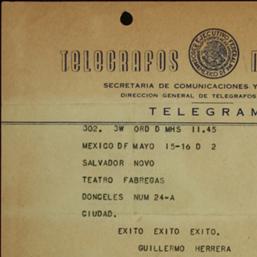 TELEGRAFOS
SECRETARIA DE COMUNICACIONES Y
DIRECCION GENERAL DE TELEGRAFOS
TELEGRAM
302. 3W ORD D MHS 11.45
MEXICO DF MAYO 15-16 D 2
SALVADOR NOVO
TEATRO FABREGAS
DONCELES NUM 24-A
CIUDAD.
EXITO EXITO EXITO.
GUILLERMO HERRERA